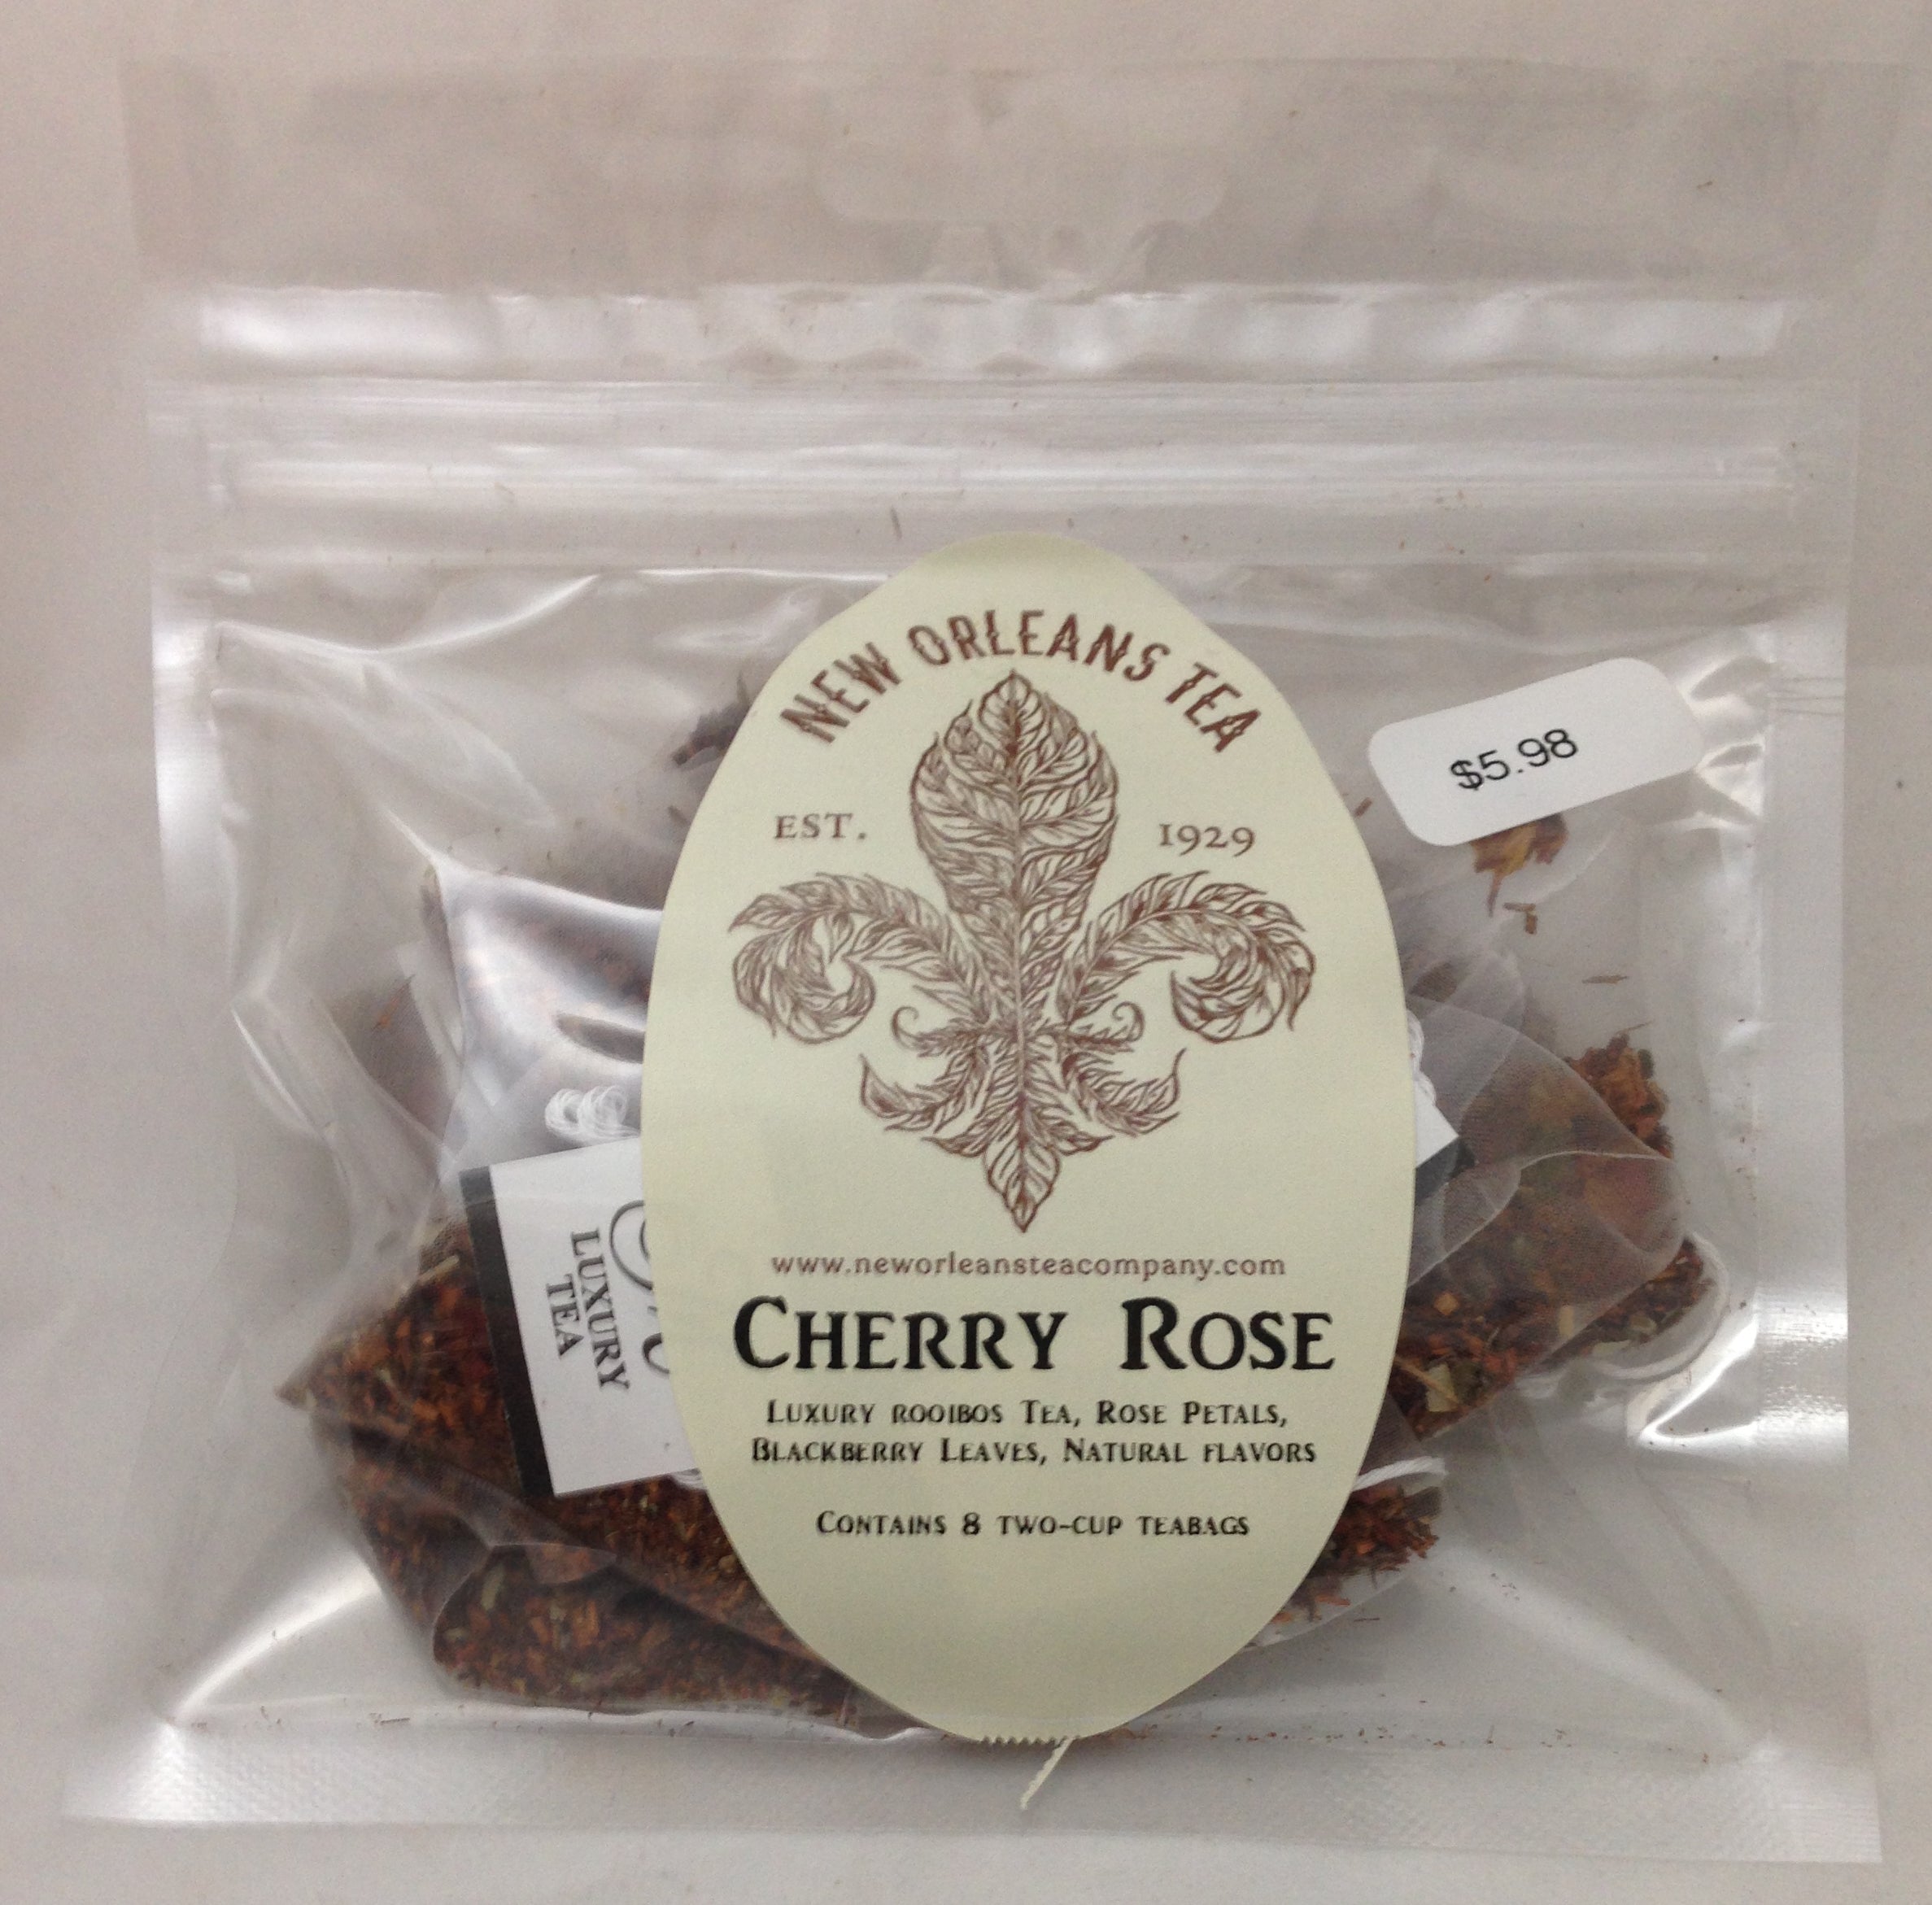 NEW ORLEANS TEA
$5.98
EST. 1929
www.neworleansteacompany.com
CHERRY ROSE
LUXURY ROOIBOS TEA, ROSE PETALS,
BLACKBERRY LEAVES, NATURAL FLAVORS
CONTAINS 8 TWO-CUP TEABAGS
LUXURY
TEA